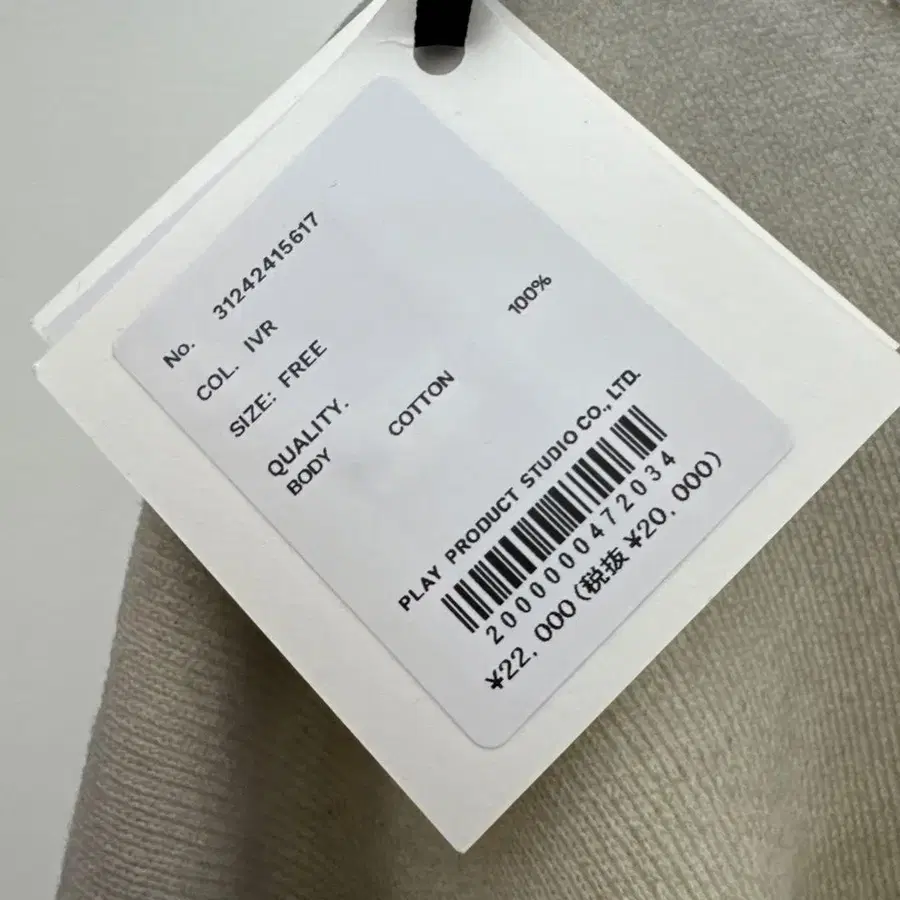 No. 31242415617
COL. IVR
SIZE: FREE
QUALITY.
BODY COTTON 100%
PLAY PRODUCT STUDIO CO., LTD.
2000000472034
¥22,000(税抜 ¥20,000)